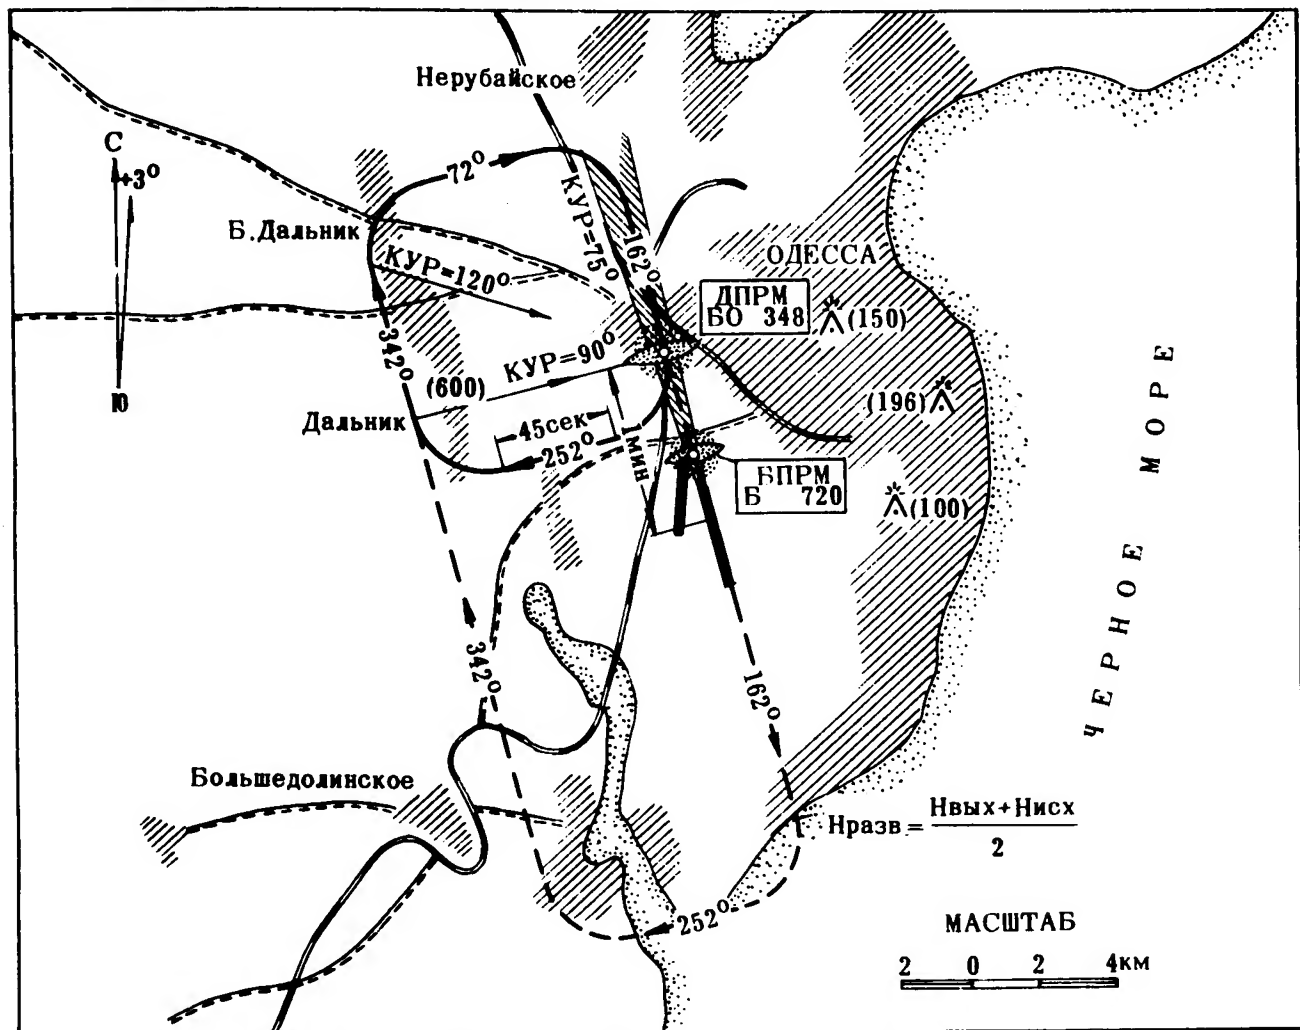 Нерубайское
С
+3°
72°
КУР=75°
Б.Дальник
КУР=120°
162°
ОДЕССА
ДПРМ
БО 348
(150)
342°
КУР=90°
(600)
(196)
Дальник
45сек
252°
1мин
Ю
БПРМ
Б 720
(100)
ЧЕРНОЕ МОРЕ
342°
162°
Большедолинское
Нразв = Нвых+Нисх
2
252°
МАСШТАБ
2 0 2 4км